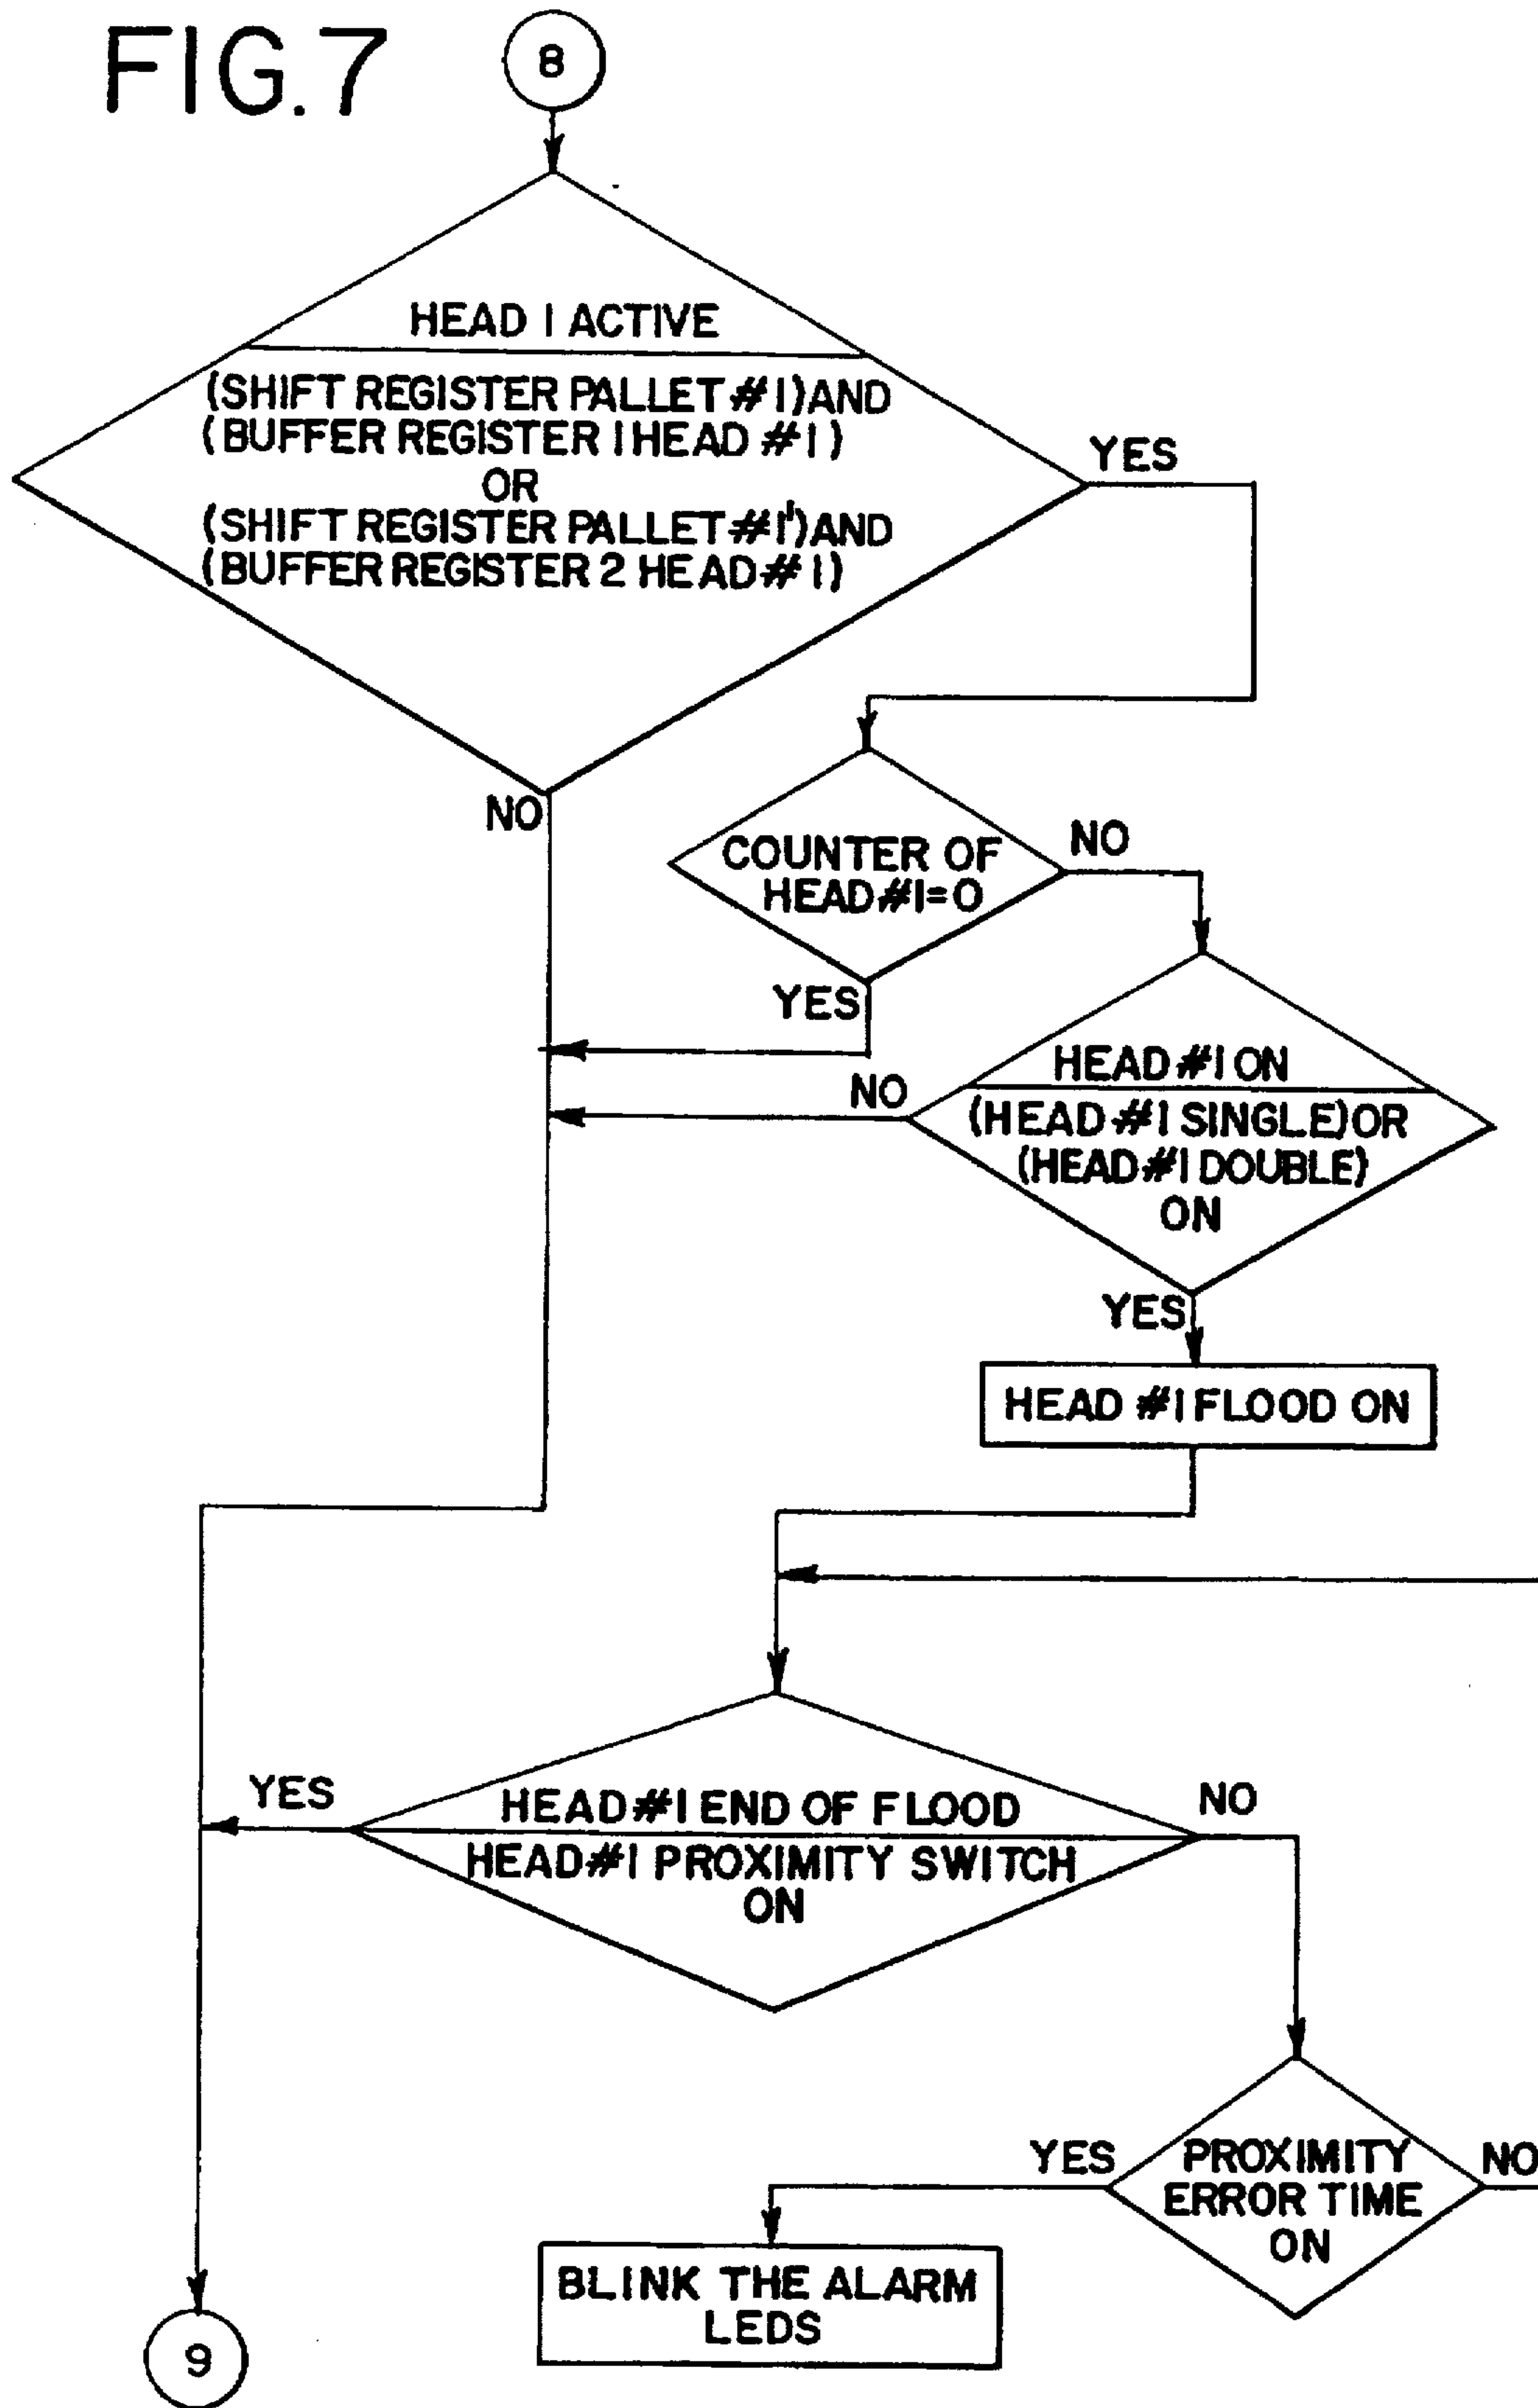 FIG.7
8
HEAD 1 ACTIVE
(SHIFT REGISTER PALLET #1) AND
(BUFFER REGISTER 1 HEAD #1)
OR
(SHIFT REGISTER PALLET #1') AND
(BUFFER REGISTER 2 HEAD #1)
YES
NO
COUNTER OF
HEAD #1=0
NO
YES
HEAD #1 ON
(HEAD #1 SINGLE) OR
(HEAD #1 DOUBLE)
ON
NO
YES
HEAD #1 FLOOD ON
HEAD #1 END OF FLOOD
HEAD #1 PROXIMITY SWITCH
ON
YES
NO
PROXIMITY
ERROR TIME
ON
YES
NO
BLINK THE ALARM
LEDS
9